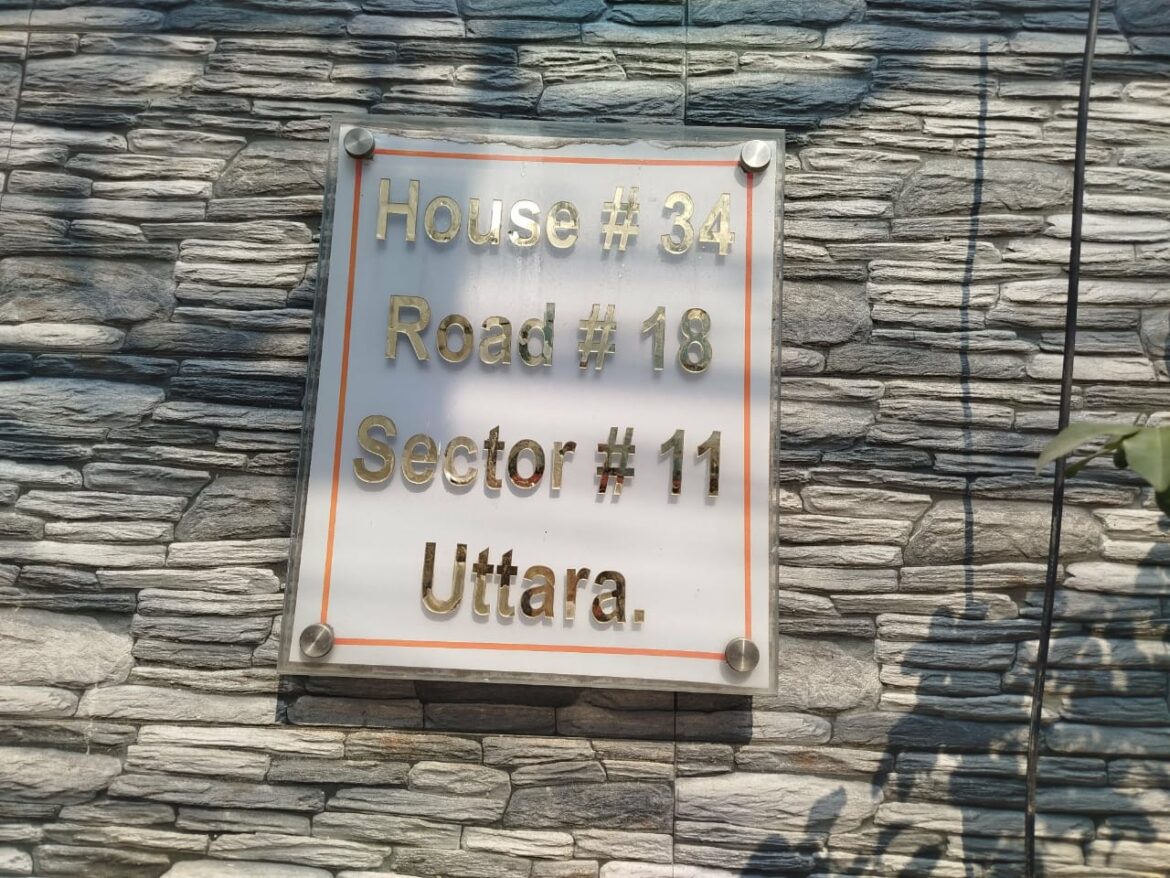 House # 34
Road # 18
Sector # 11
Uttara.